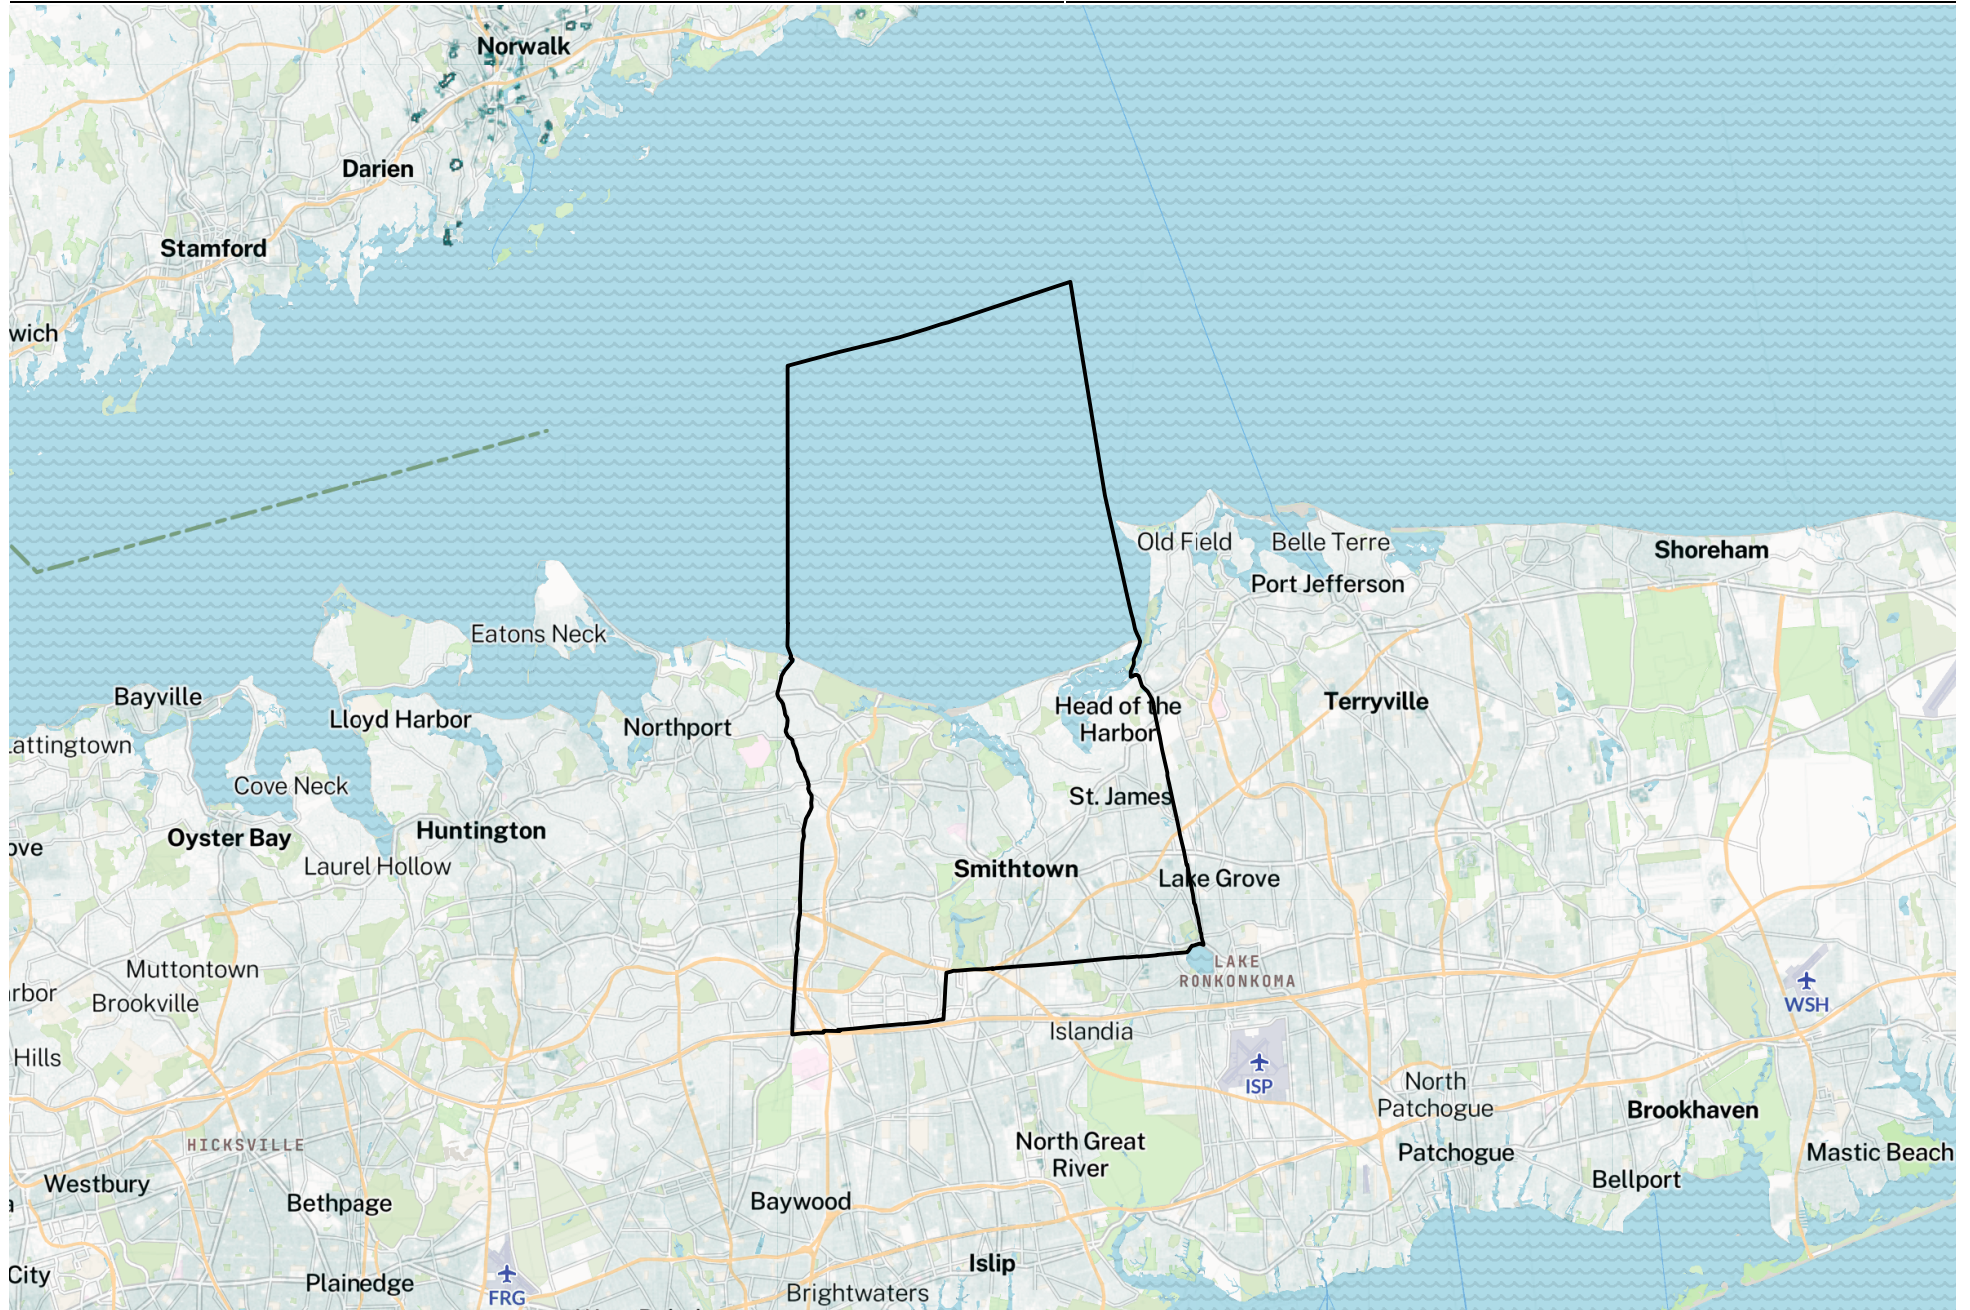 Norwalk
Darien
Stamford
wich
Old Field
Belle Terre
Shoreham
Port Jefferson
Eatons Neck
Bayville
Lloyd Harbor
Northport
Head of the
Harbor
Terryville
attingtown
Cove Neck
St. James
Oyster Bay
Huntington
ove
Laurel Hollow
Smithtown
Lake Grove
Muttontown
LAKE
RONKONKOMA
rbor
Brookville
WSH
Islandia
Hills
ISP
North
Patchogue
Brookhaven
HICKSVILLE
North Great
River
Patchogue
Mastic Beach
Westbury
Bellport
Bethpage
Baywood
a
Islip
City
Plainedge
FRG
Brightwaters